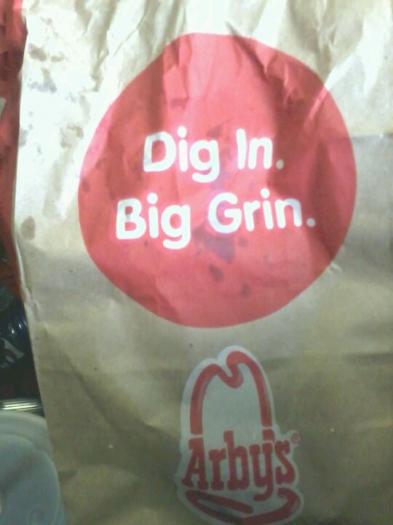 Dig In.
Big Grin.
Arby's®